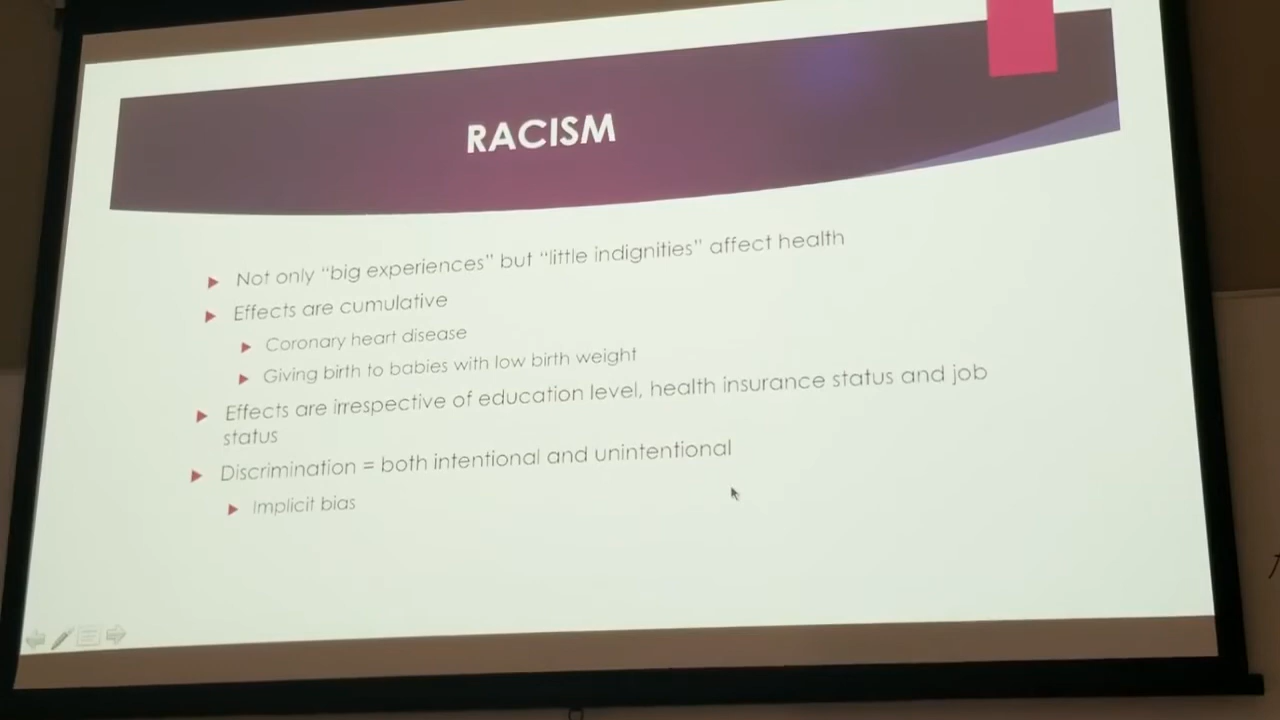 RACISM
Not only “big experiences” but “little indignities” affect health
Effects are cumulative
Coronary heart disease
Giving birth to babies with low birth weight
Effects are irrespective of education level, health insurance status and job
status
Discrimination = both intentional and unintentional
Implicit bias